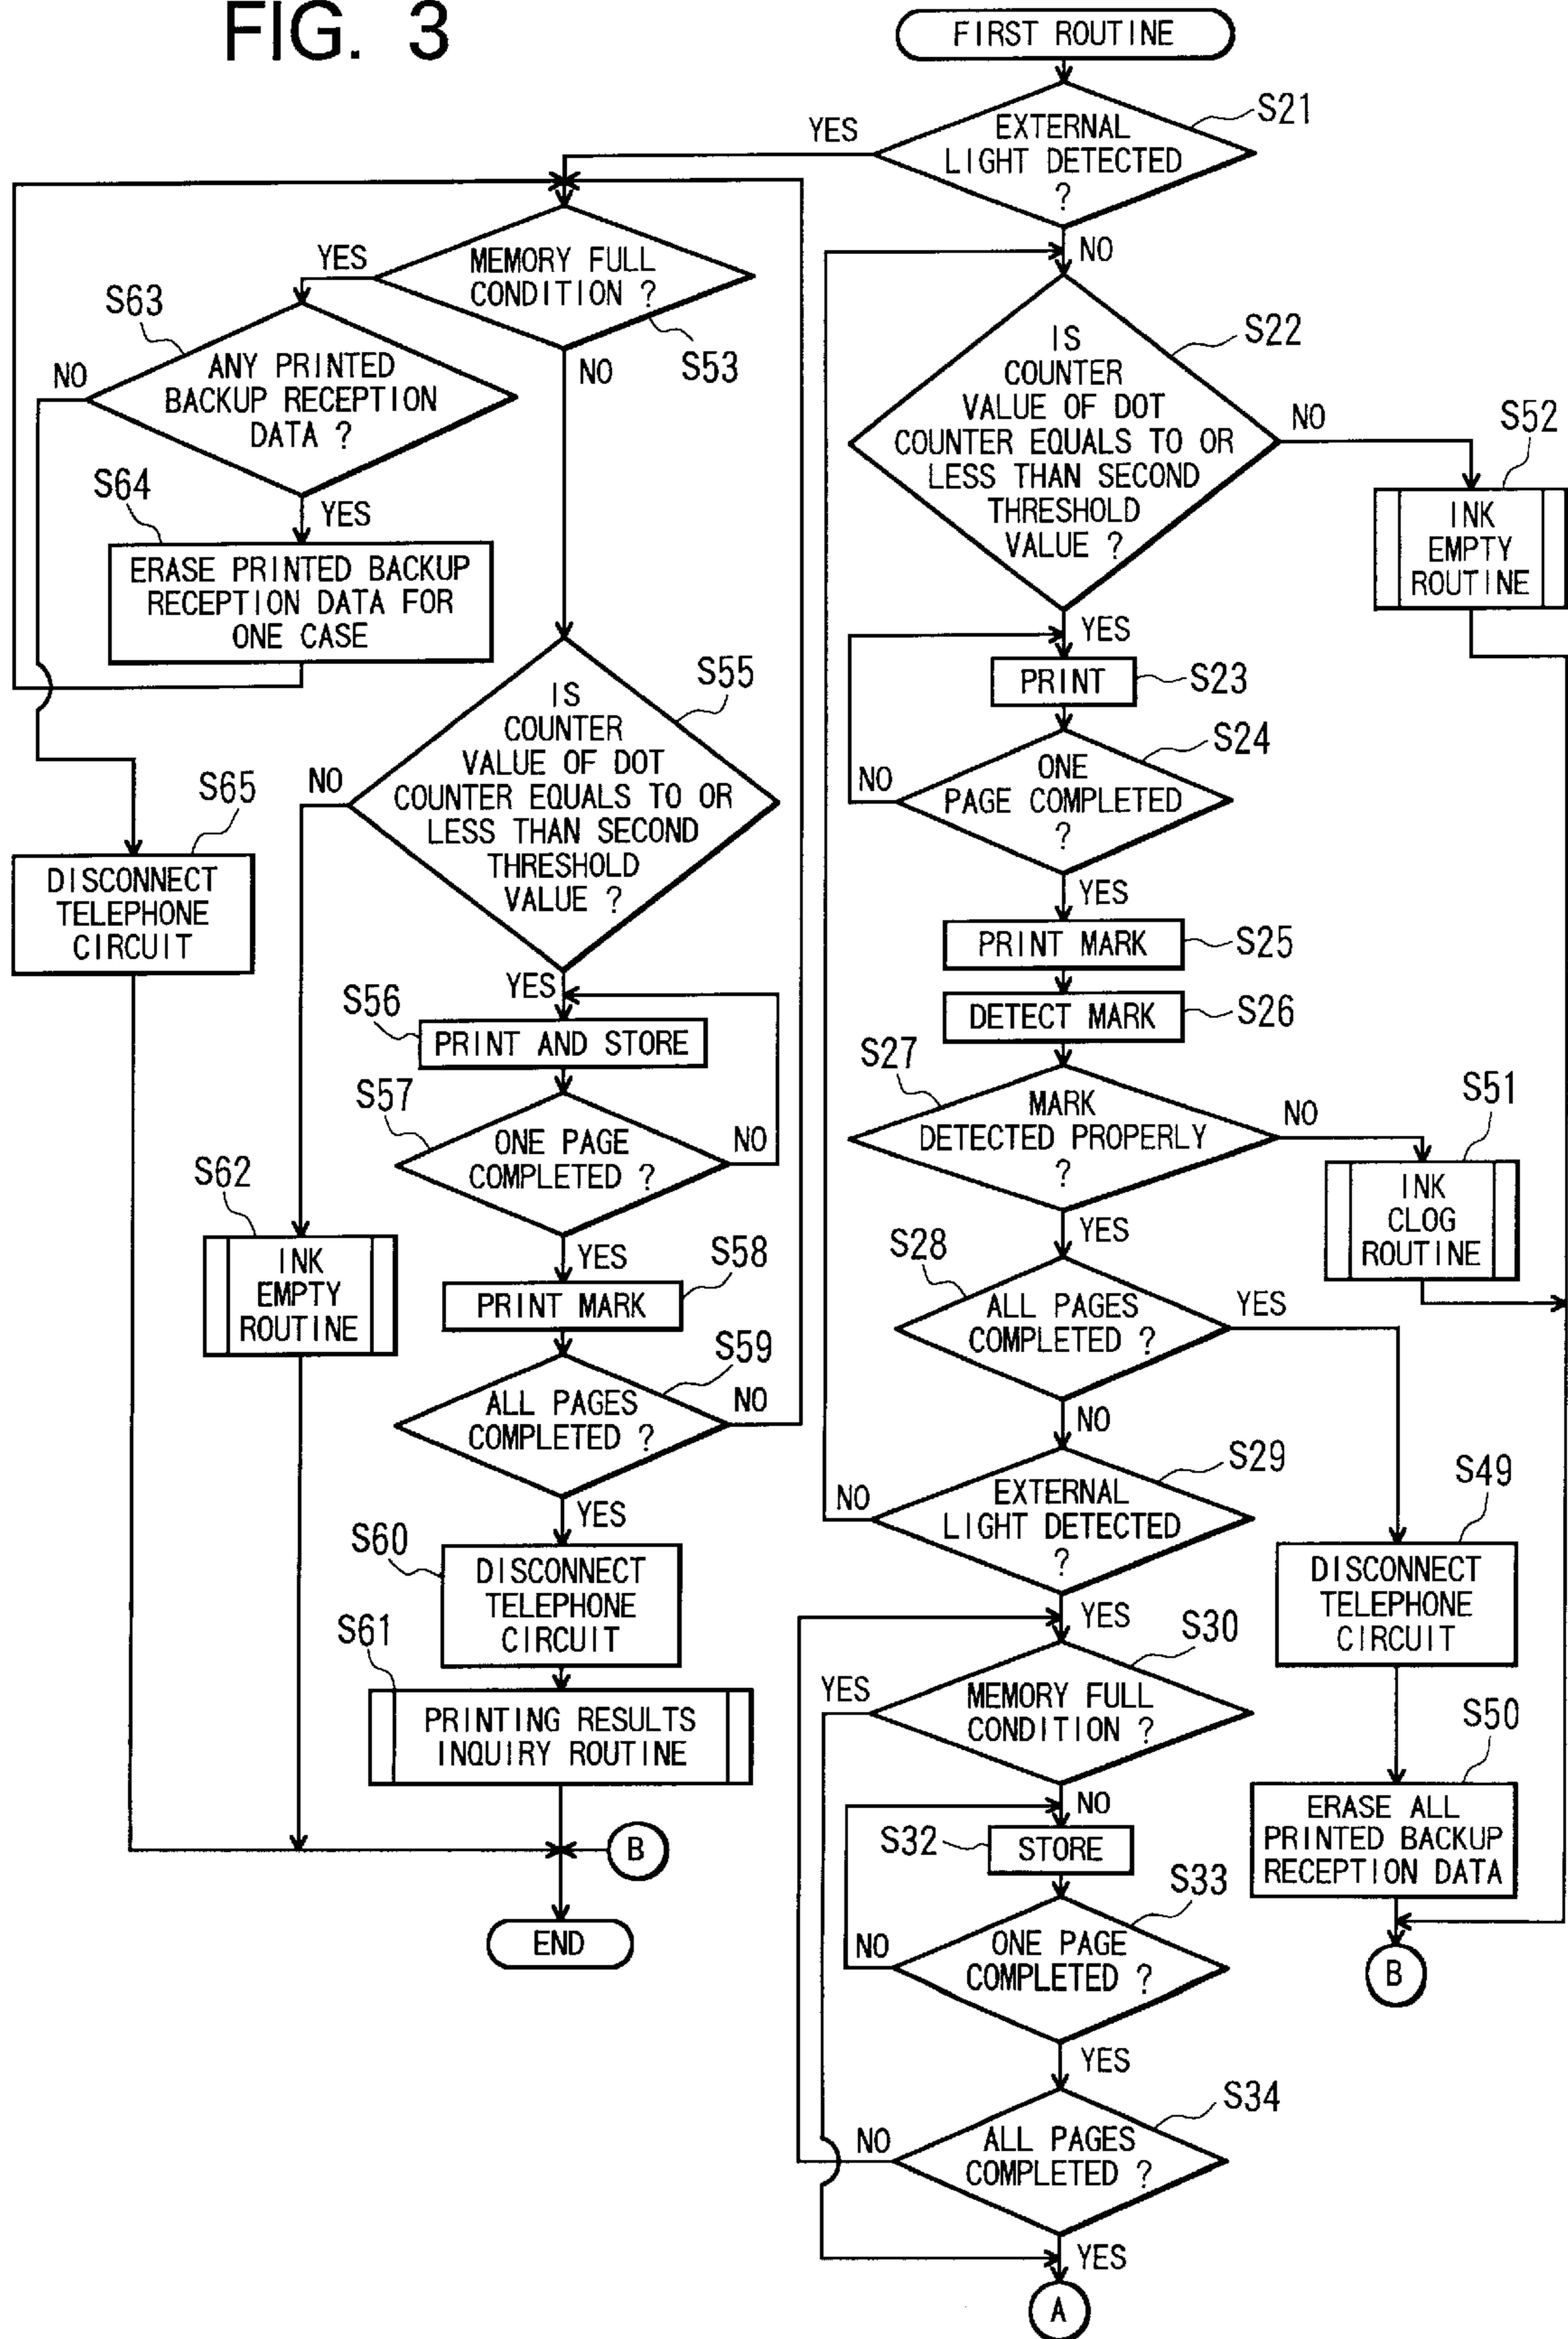 FIG. 3
FIRST ROUTINE
S21
EXTERNAL
LIGHT DETECTED
?
YES
NO
MEMORY FULL
CONDITION ?
S53
YES
NO
S63
ANY PRINTED
BACKUP RECEPTION
DATA ?
NO
YES
S64
ERASE PRINTED BACKUP
RECEPTION DATA FOR
ONE CASE
S65
DISCONNECT
TELEPHONE
CIRCUIT
S55
IS
COUNTER
VALUE OF DOT
COUNTER EQUALS TO OR
LESS THAN SECOND
THRESHOLD
VALUE ?
NO
YES
S56
PRINT AND STORE
S57
ONE PAGE
COMPLETED ?
NO
YES
S62
INK
EMPTY
ROUTINE
S58
PRINT MARK
S59
ALL PAGES
COMPLETED ?
NO
YES
S60
DISCONNECT
TELEPHONE
CIRCUIT
S61
PRINTING RESULTS
INQUIRY ROUTINE
B
END
S22
IS
COUNTER
VALUE OF DOT
COUNTER EQUALS TO OR
LESS THAN SECOND
THRESHOLD
VALUE ?
NO
YES
S52
INK
EMPTY
ROUTINE
PRINT
S23
S24
ONE
PAGE COMPLETED
?
NO
YES
PRINT MARK
S25
DETECT MARK
S26
S27
MARK
DETECTED PROPERLY
?
NO
YES
S51
INK
CLOG
ROUTINE
S28
ALL PAGES
COMPLETED ?
YES
NO
S29
EXTERNAL
LIGHT DETECTED
?
NO
YES
S49
DISCONNECT
TELEPHONE
CIRCUIT
S50
ERASE ALL
PRINTED BACKUP
RECEPTION DATA
B
S30
MEMORY FULL
CONDITION ?
YES
NO
S32
STORE
S33
ONE PAGE
COMPLETED ?
NO
YES
S34
ALL PAGES
COMPLETED ?
NO
YES
A